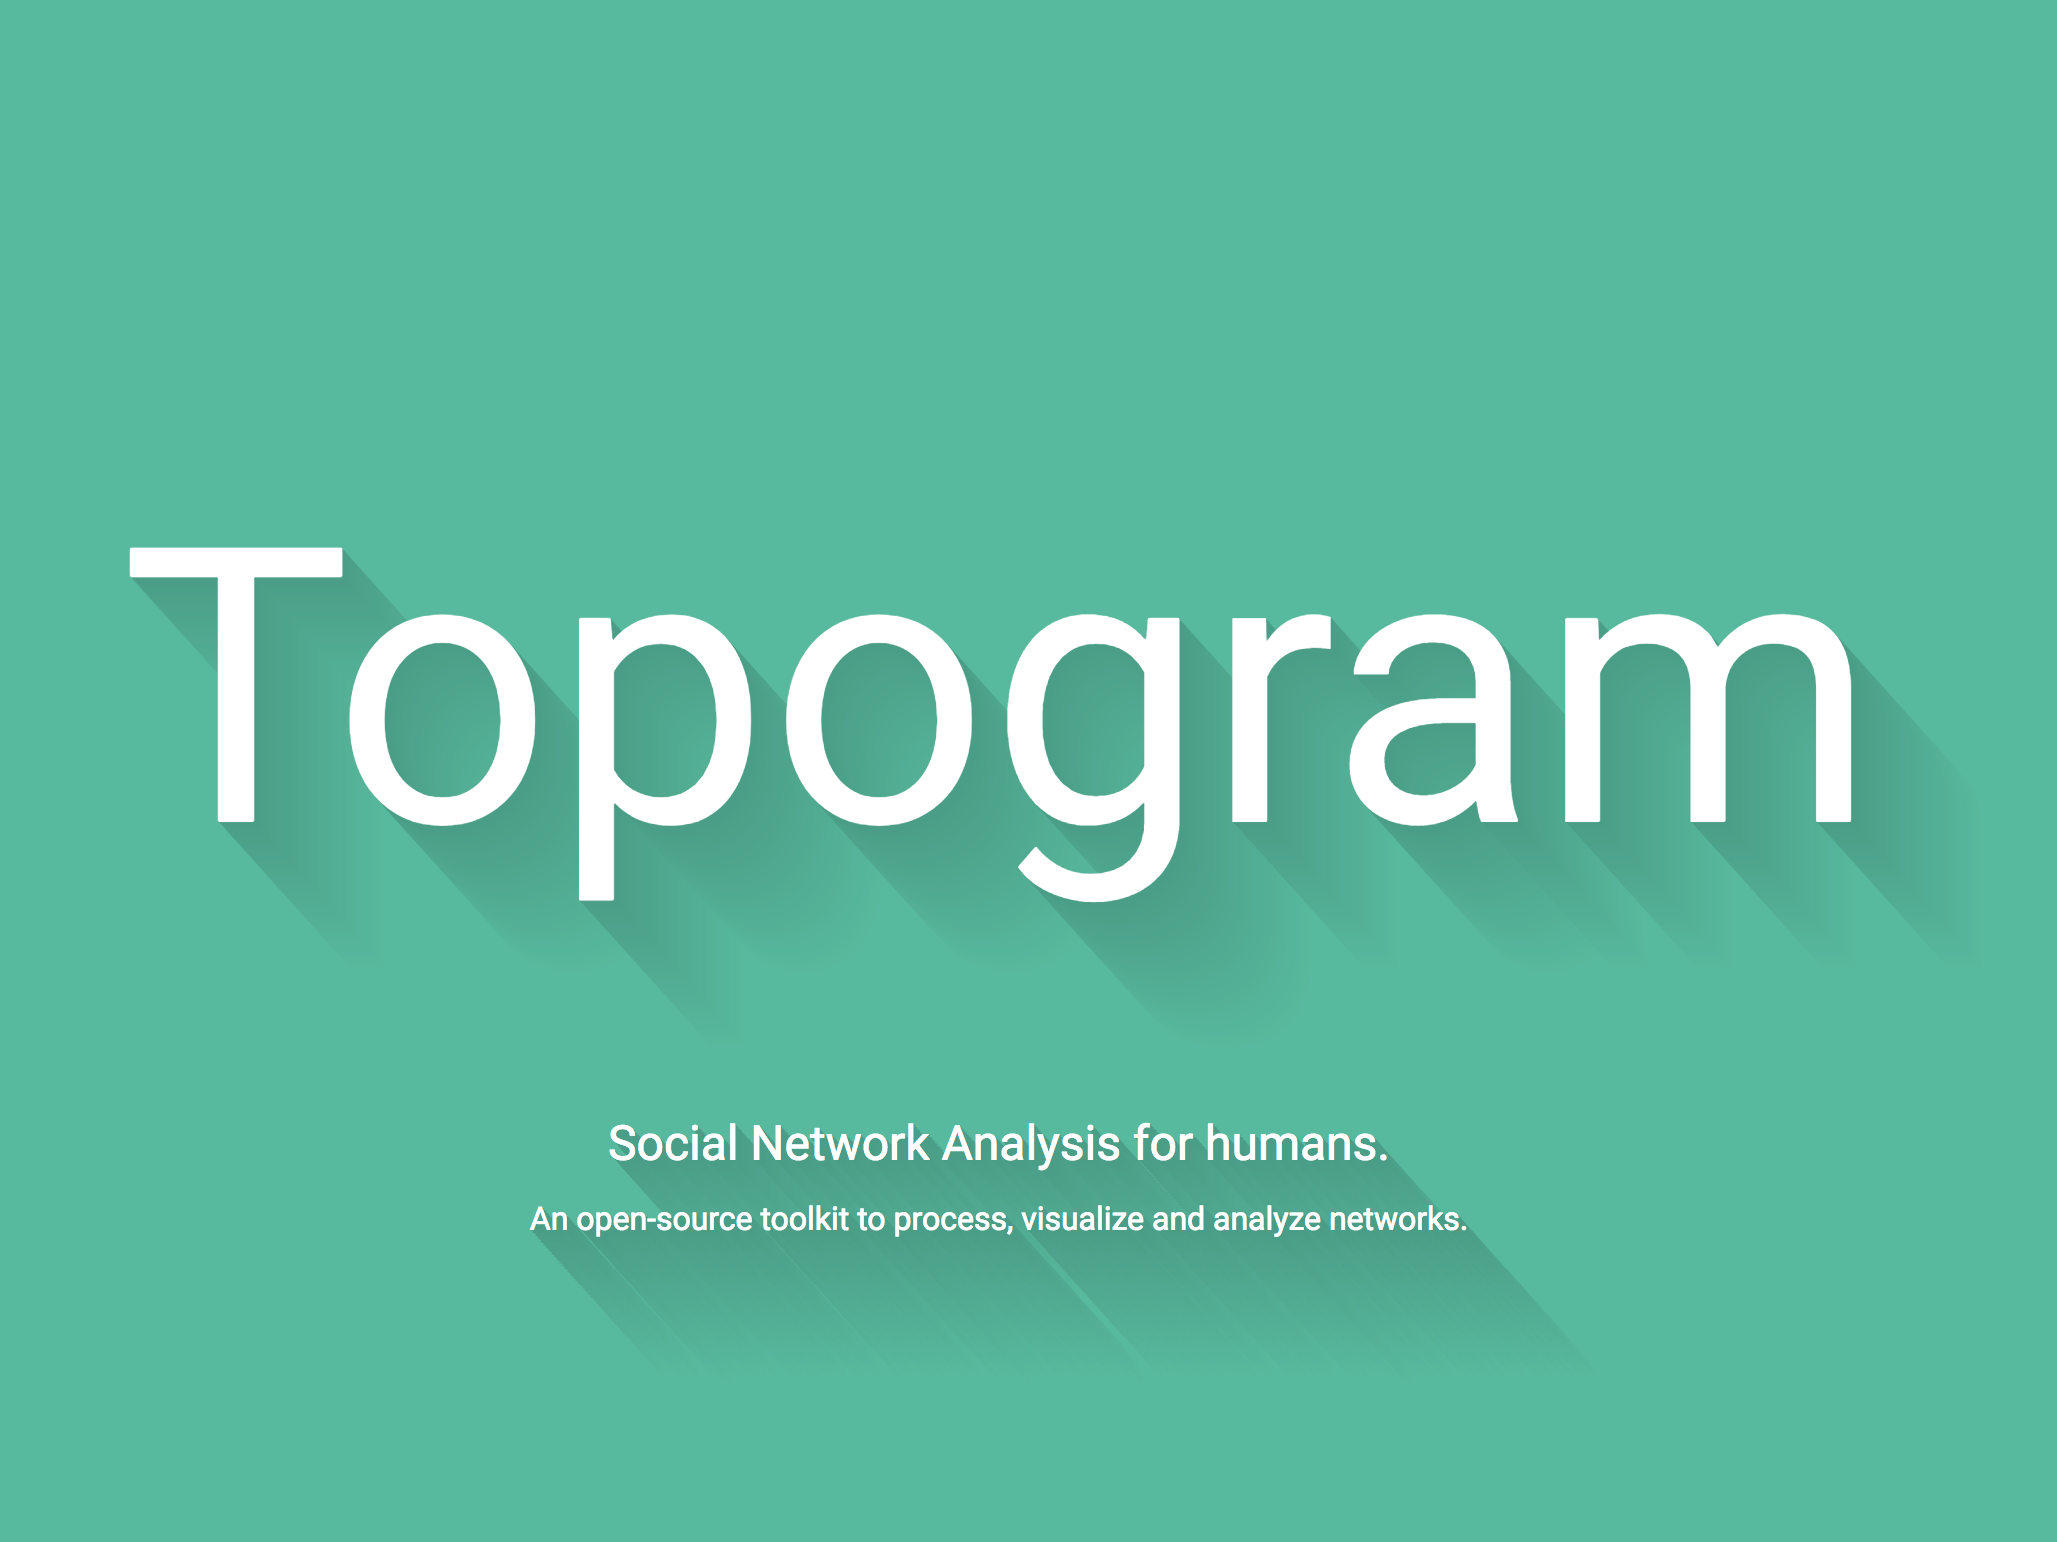 Topogram
Social Network Analysis for humans.
An open-source toolkit to process, visualize and analyze networks.